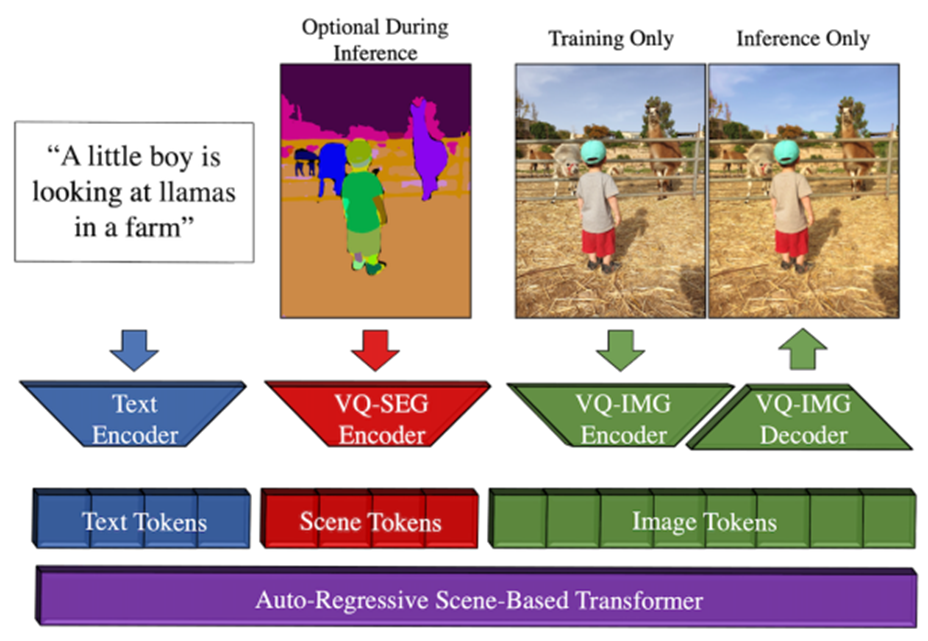 Optional During
Inference
Training Only
Inference Only
“A little boy is
looking at llamas
in a farm”
Text
Encoder
VQ-SEG
Encoder
VQ-IMG
Encoder
VQ-IMG
Decoder
Text Tokens
Scene Tokens
Image Tokens
Auto-Regressive Scene-Based Transformer